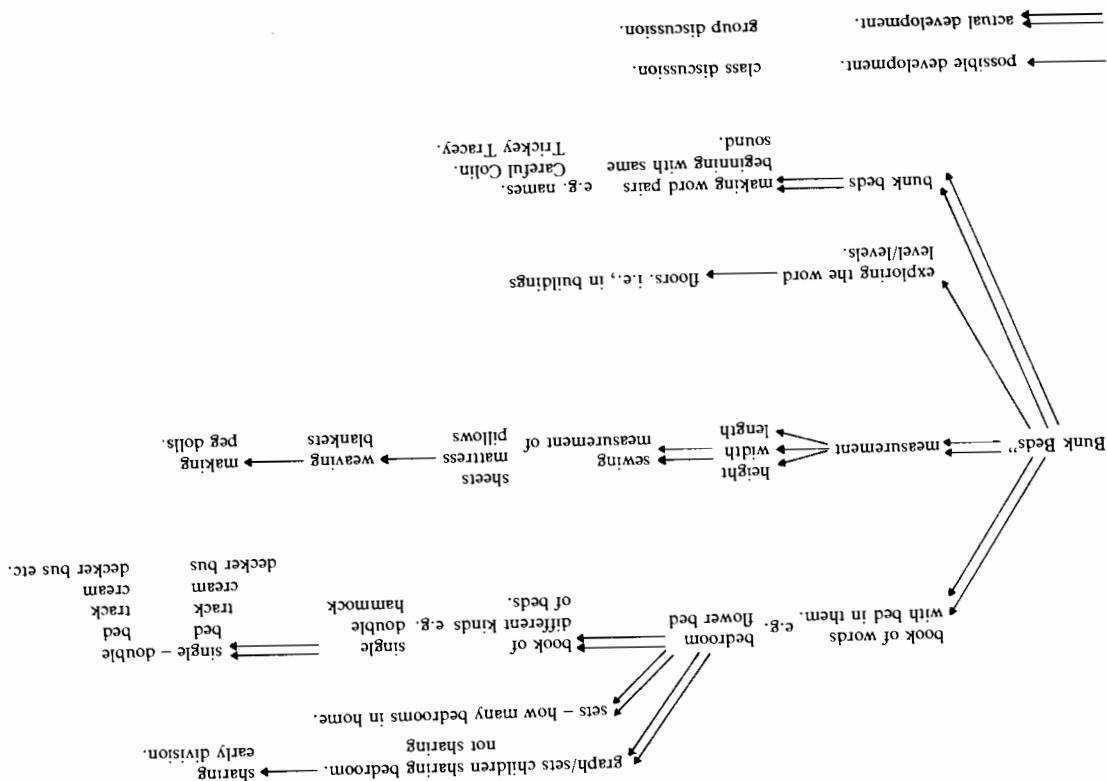 graph/sets children sharing bedroom. sharing
not sharing early division.
sets – how many bedrooms in home.
book of words bedroom book of single single – double
with bed in them. e.g. flower bed different kinds e.g. double bed bed
of beds. hammock track track
cream cream
decker bus decker bus etc.
Bunk Beds” measurement height sewing sheets weaving making
width measurement of mattress blankets peg dolls.
length pillows
exploring the word floors. i.e., in buildings
level/levels.
bunk beds making word pairs e.g. names.
beginning with same Careful Colin.
sound. Trickey Tracey.
possible development. class discussion.
actual development. group discussion.